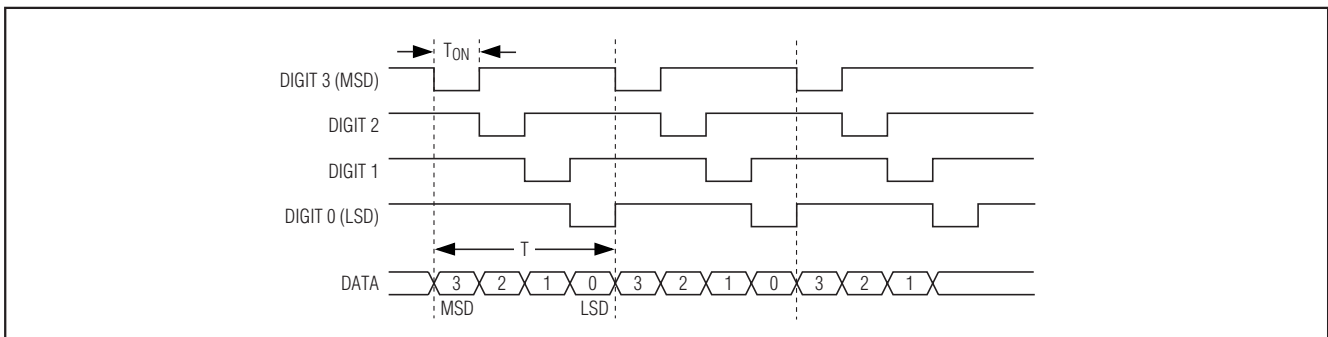 TON
DIGIT 3 (MSD)
DIGIT 2
DIGIT 1
DIGIT 0 (LSD)
T
DATA 3 2 1 0 3 2 1 0 3 2 1
MSD LSD